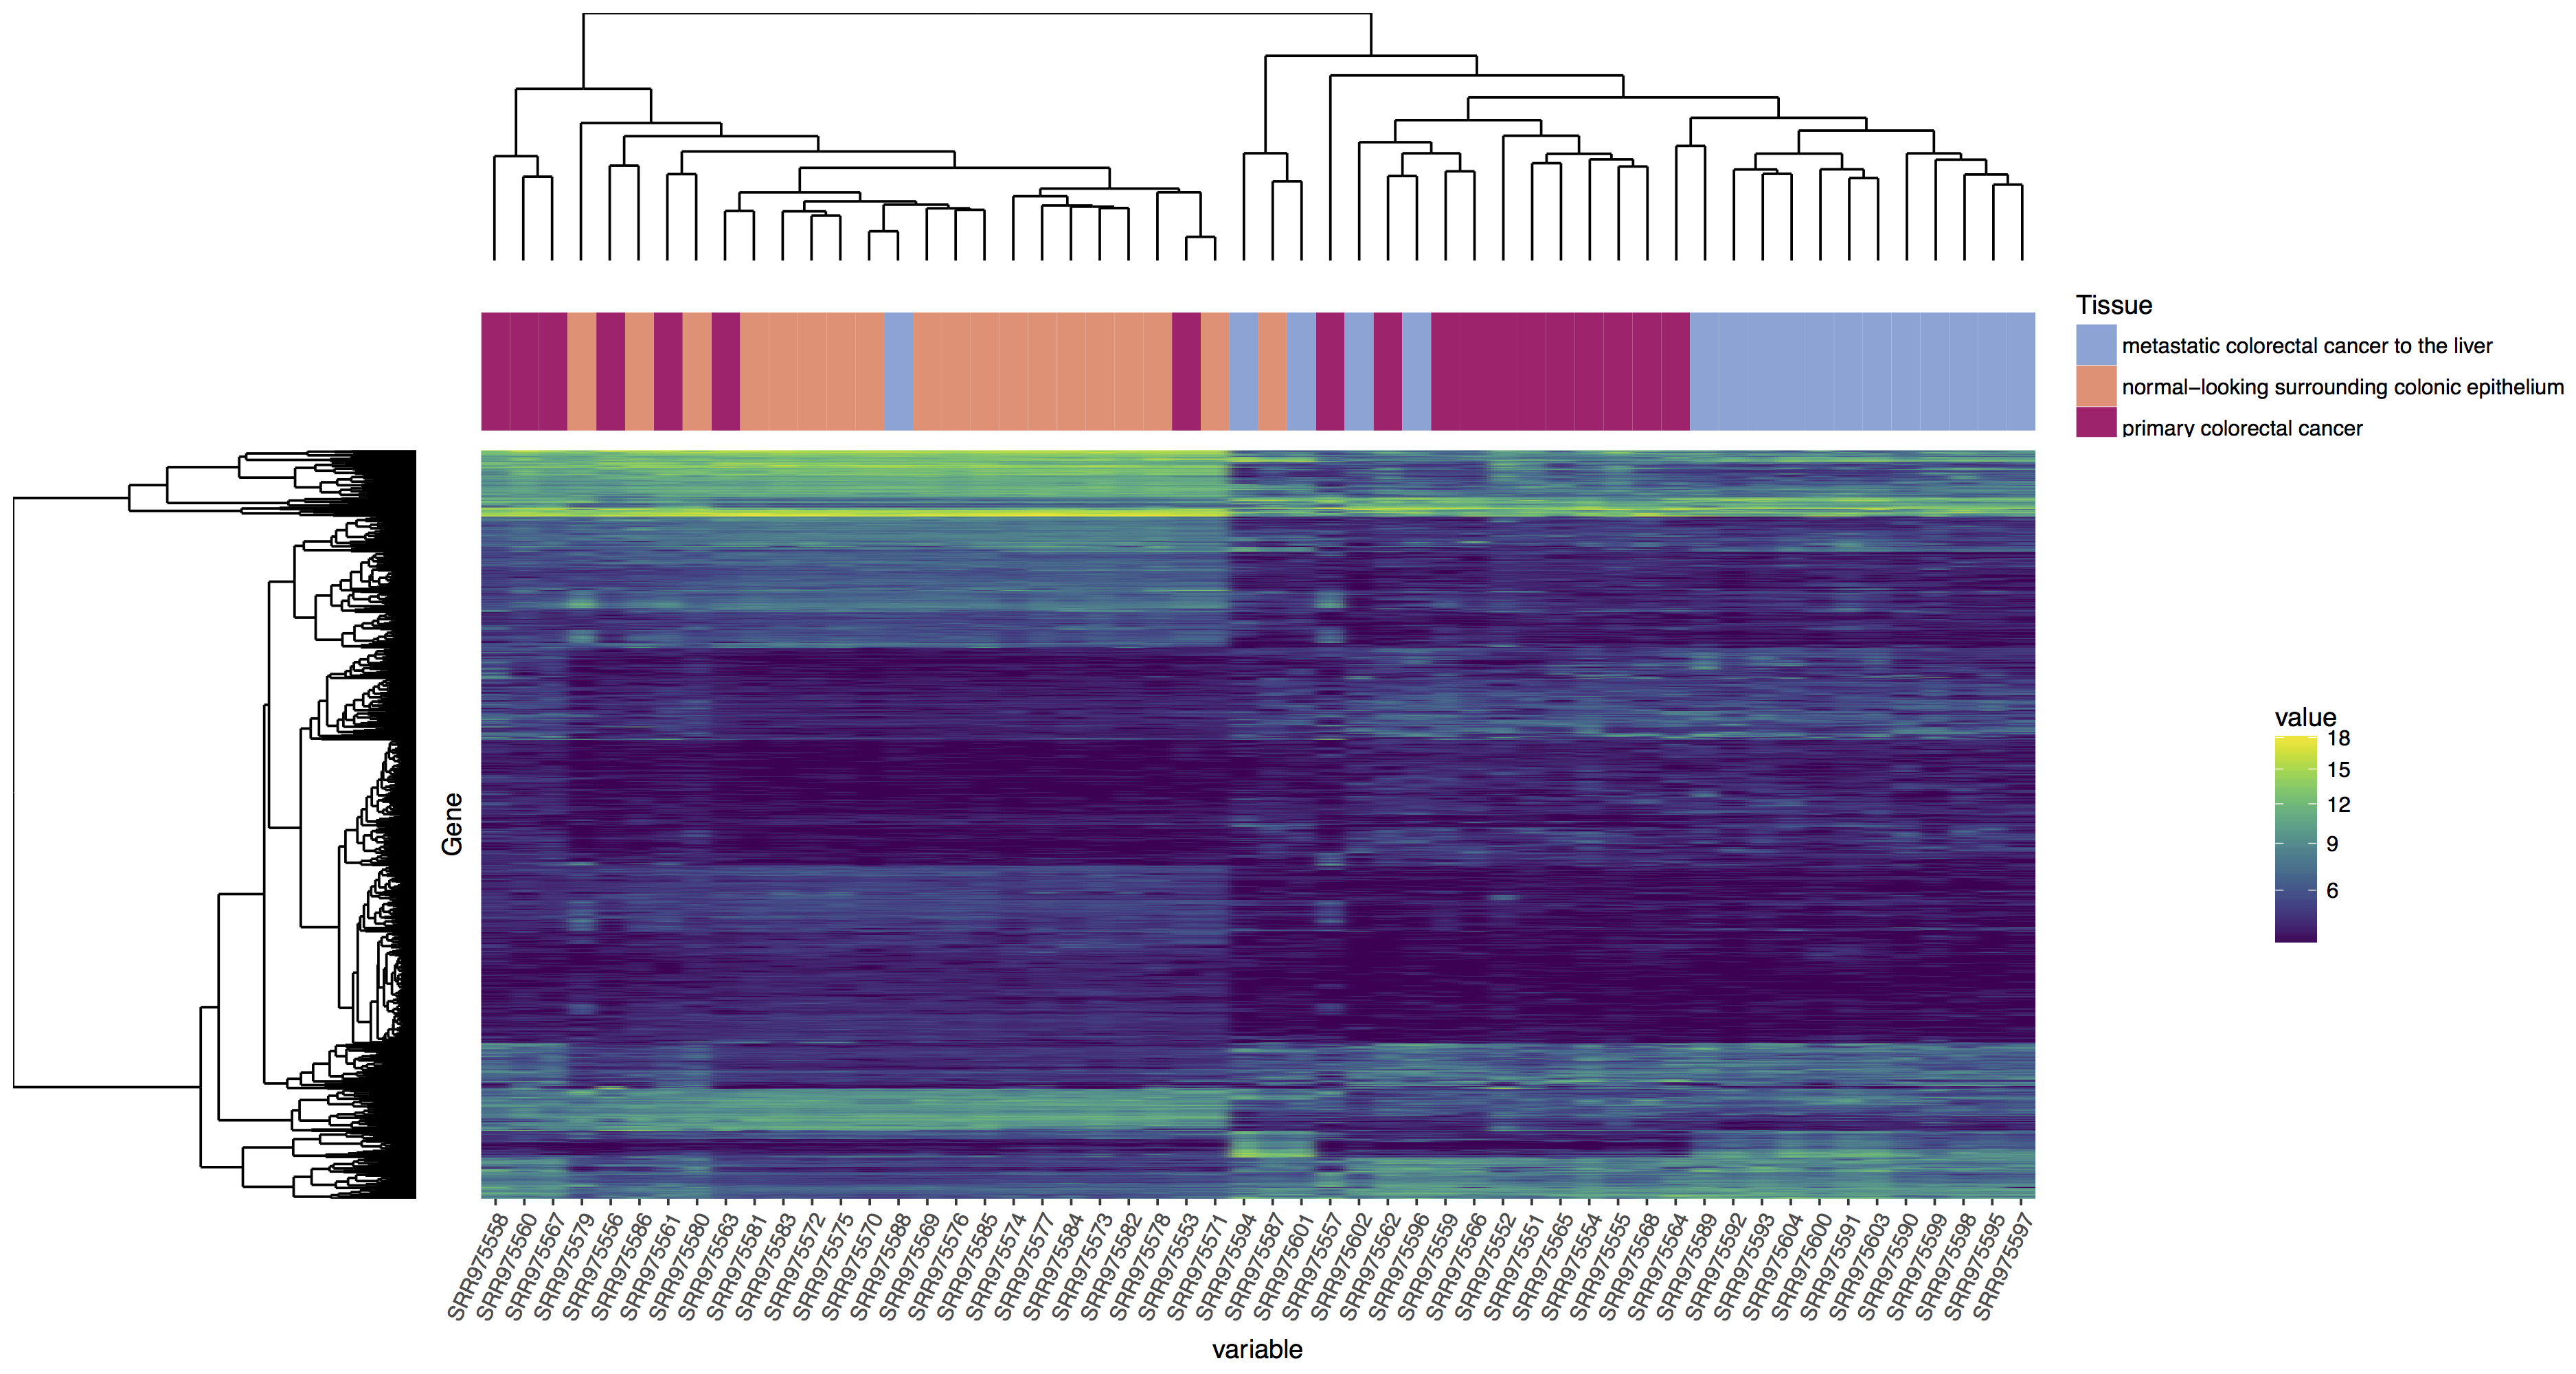 Tissue
metastatic colorectal cancer to the liver
normal−looking surrounding colonic epithelium
primary colorectal cancer
value
18
15
12
9
6
Gene
SRR975558
SRR975560
SRR975567
SRR975579
SRR975556
SRR975586
SRR975561
SRR975580
SRR975563
SRR975581
SRR975583
SRR975572
SRR975575
SRR975570
SRR975588
SRR975569
SRR975576
SRR975585
SRR975574
SRR975577
SRR975584
SRR975573
SRR975582
SRR975578
SRR975553
SRR975571
SRR975594
SRR975587
SRR975601
SRR975557
SRR975602
SRR975562
SRR975596
SRR975559
SRR975566
SRR975552
SRR975551
SRR975565
SRR975554
SRR975555
SRR975568
SRR975564
SRR975589
SRR975592
SRR975593
SRR975604
SRR975600
SRR975591
SRR975603
SRR975590
SRR975599
SRR975598
SRR975595
SRR975597
variable